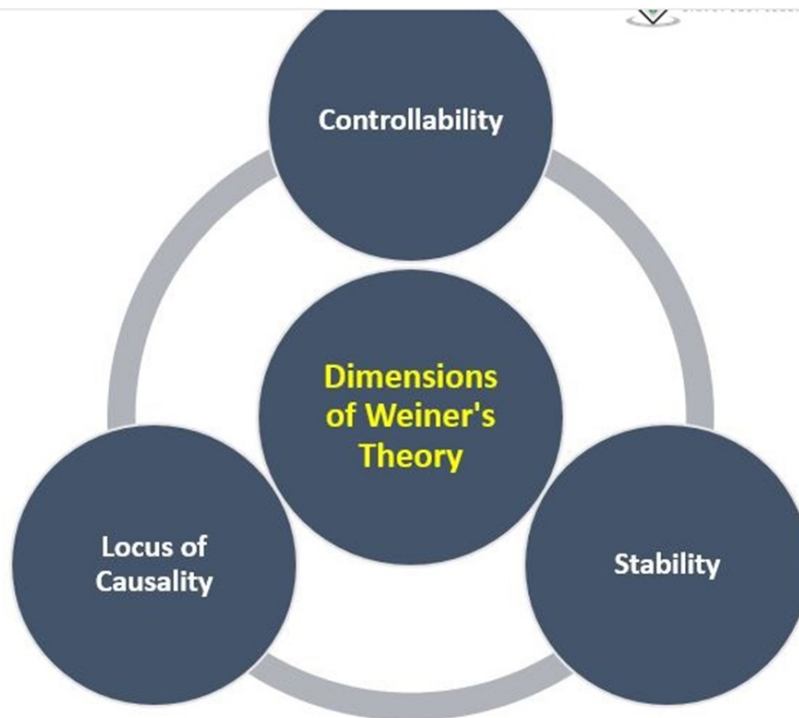 Controllability
Dimensions
of Weiner's
Theory
Locus of
Causality
Stability